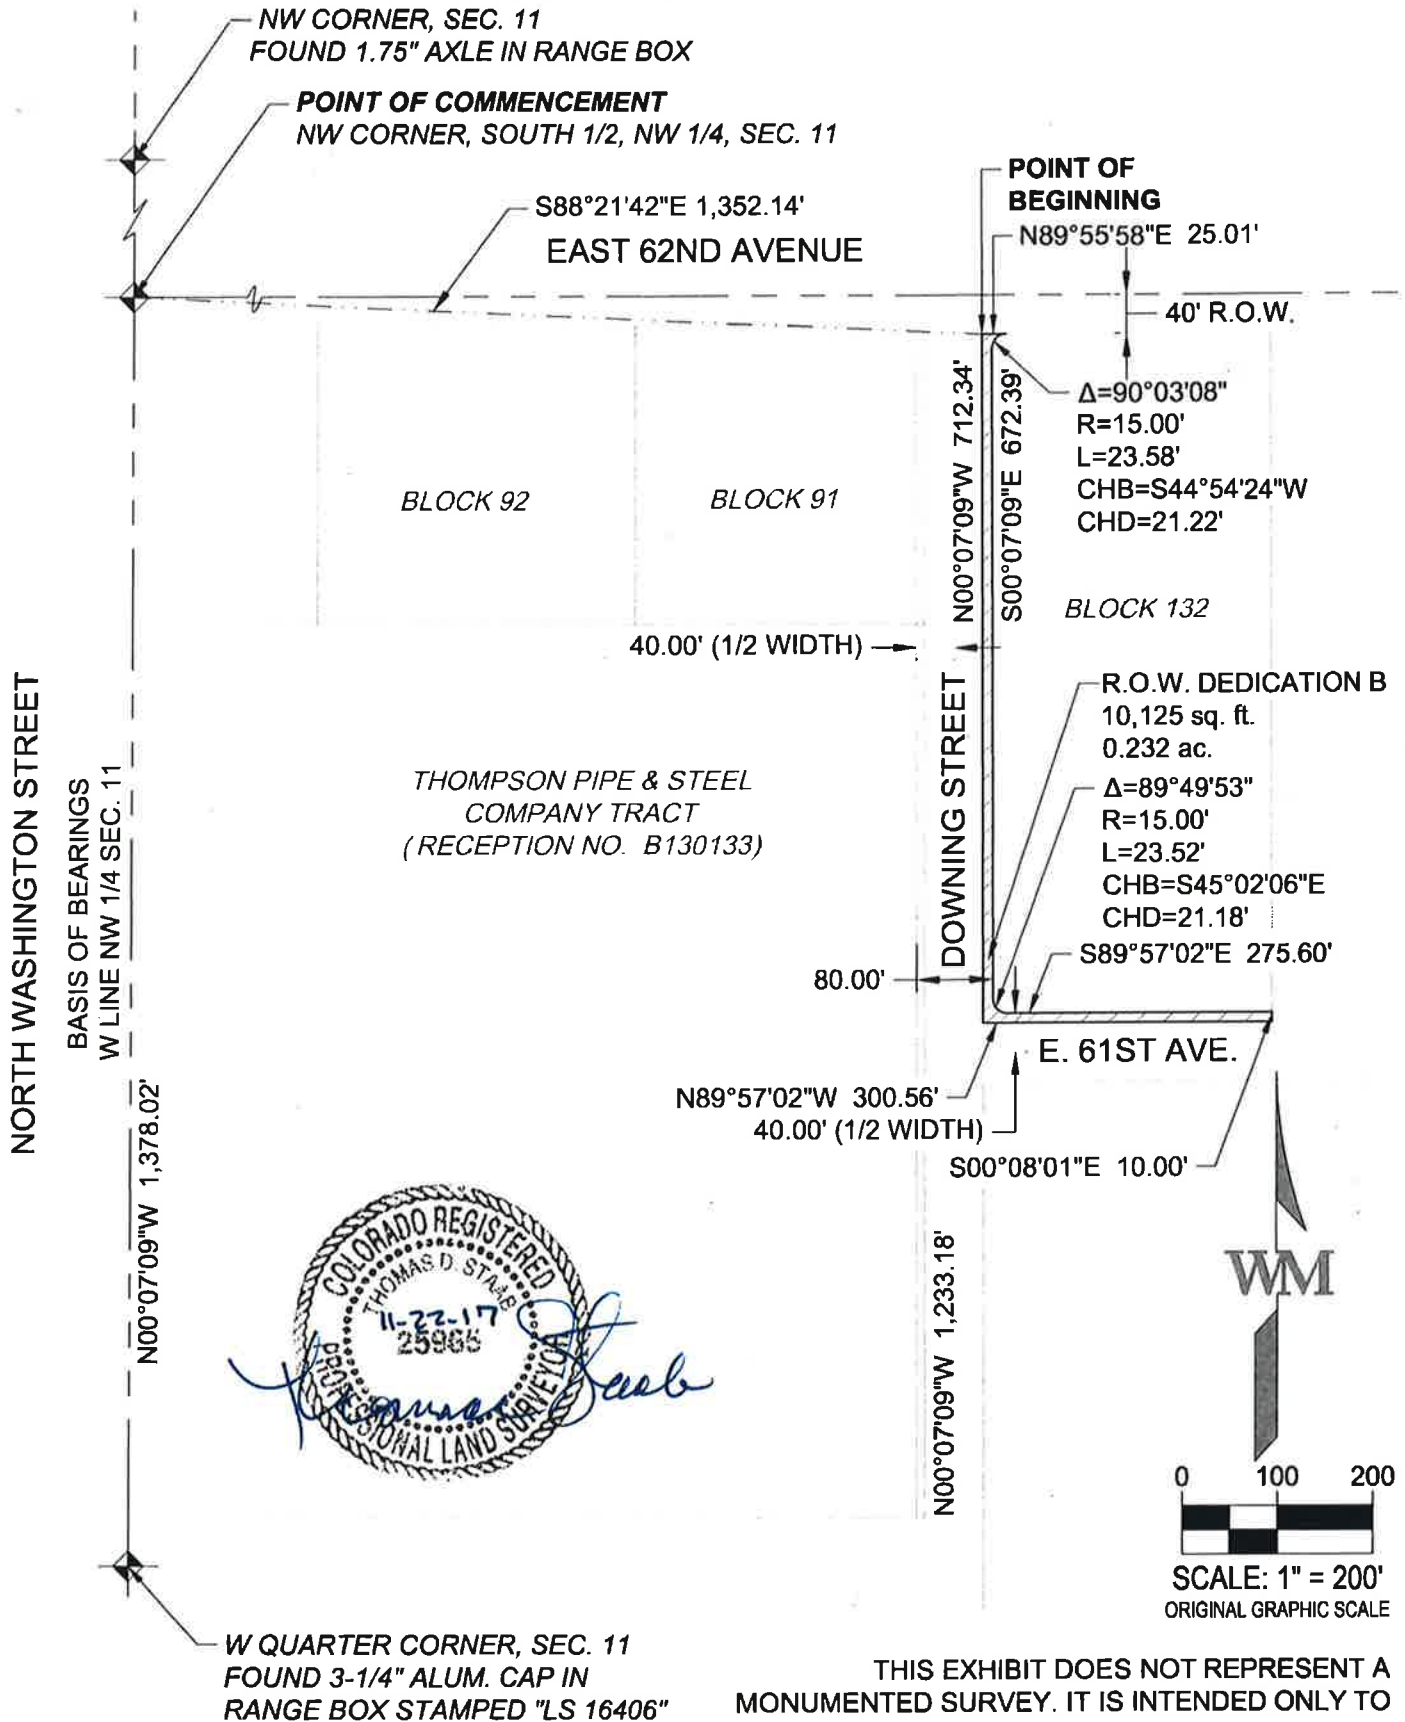 NW CORNER, SEC. 11
FOUND 1.75" AXLE IN RANGE BOX
POINT OF COMMENCEMENT
NW CORNER, SOUTH 1/2, NW 1/4, SEC. 11
POINT OF
BEGINNING
S88°21'42"E 1,352.14'
N89°55'58"E 25.01'
EAST 62ND AVENUE
40' R.O.W.
N00°07'09"W 712.34'
S00°07'09"E 672.39'
Δ=90°03'08"
R=15.00'
L=23.58'
CHB=S44°54'24"W
CHD=21.22'
BLOCK 92
BLOCK 91
BLOCK 132
40.00' (1/2 WIDTH)
R.O.W. DEDICATION B
10,125 sq. ft.
0.232 ac.
NORTH WASHINGTON STREET
BASIS OF BEARINGS
W LINE NW 1/4 SEC. 11
N00°07'09"W 1,378.02'
THOMPSON PIPE & STEEL
COMPANY TRACT
(RECEPTION NO. B130133)
DOWNING STREET
Δ=89°49'53"
R=15.00'
L=23.52'
CHB=S45°02'06"E
CHD=21.18'
S89°57'02"E 275.60'
80.00'
E. 61ST AVE.
N89°57'02"W 300.56'
40.00' (1/2 WIDTH)
S00°08'01"E 10.00'
N00°07'09"W 1,233.18'
COLORADO REGISTERED
THOMAS D. STAAB
11-22-17
25965
PROFESSIONAL LAND SURVEYOR
Thomas Staab
WM
0 100 200
SCALE: 1" = 200'
ORIGINAL GRAPHIC SCALE
W QUARTER CORNER, SEC. 11
FOUND 3-1/4" ALUM. CAP IN
RANGE BOX STAMPED "LS 16406"
THIS EXHIBIT DOES NOT REPRESENT A
MONUMENTED SURVEY. IT IS INTENDED ONLY TO